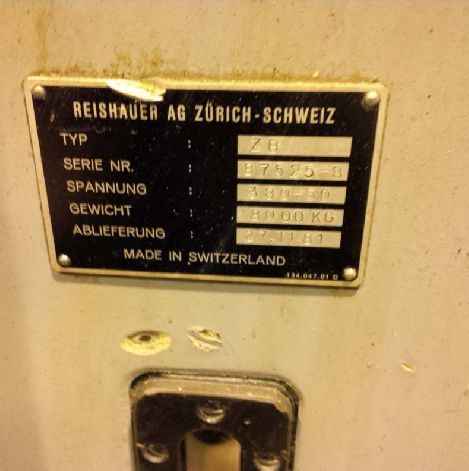 REISHAUER AG ZÜRICH-SCHWEIZ
TYP : ZB
SERIE NR. : 87525-8
SPANNUNG : 380-50
GEWICHT : 8000 KG
ABLIEFERUNG : 27.11.81
MADE IN SWITZERLAND
134.047.01 D